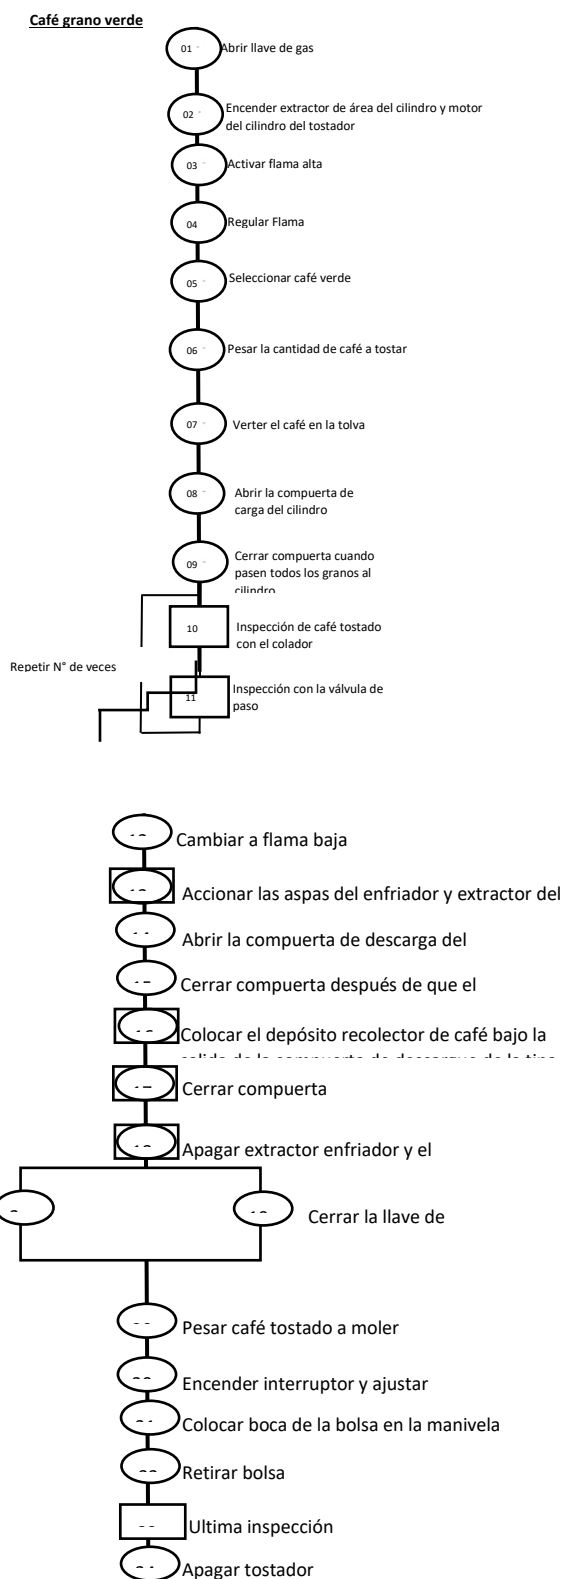 Café grano verde
01
Abrir llave de gas
02
Encender extractor de área del cilindro y motor
del cilindro del tostador
03
Activar flama alta
04
Regular Flama
05
Seleccionar café verde
06
Pesar la cantidad de café a tostar
07
Verter el café en la tolva
08
Abrir la compuerta de
carga del cilindro
09
Cerrar compuerta cuando
pasen todos los granos al
cilindro
10
Inspección de café tostado
con el colador
Repetir N° de veces
11
Inspección con la válvula de
paso
Cambiar a flama baja
Accionar las aspas del enfriador y extractor del
Abrir la compuerta de descarga del
Cerrar compuerta después de que el
Colocar el depósito recolector de café bajo la
Cerrar compuerta
Apagar extractor enfriador y el
Cerrar la llave de
Pesar café tostado a moler
Encender interruptor y ajustar
Colocar boca de la bolsa en la manivela
Retirar bolsa
Ultima inspección
Apagar tostador